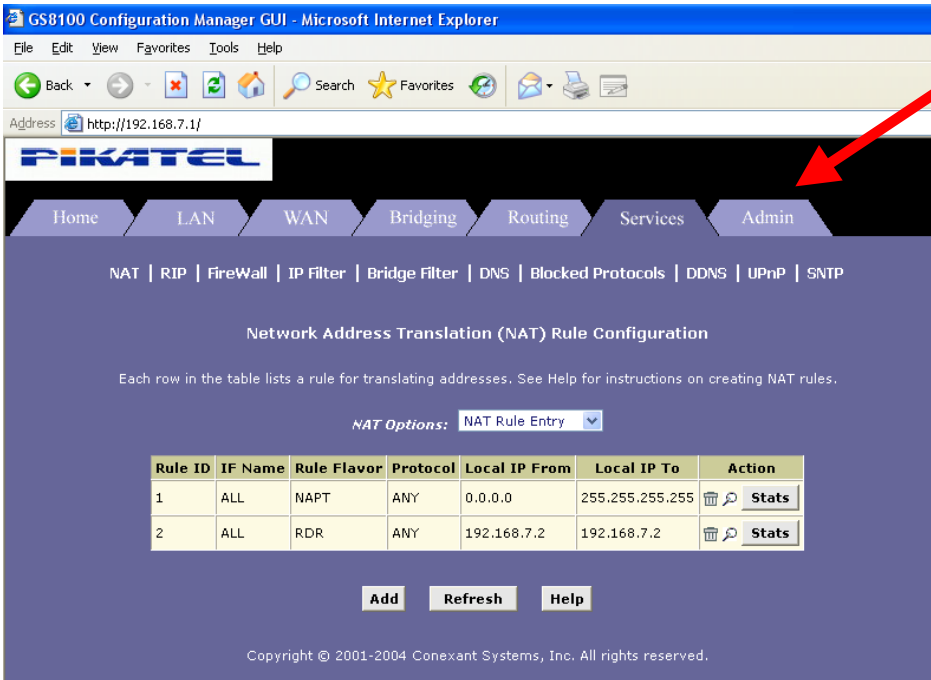 GS8100 Configuration Manager GUI - Microsoft Internet Explorer
File Edit View Favorites Tools Help
Back Search Favorites
Address http://192.168.7.1/
PIKATEL
Home LAN WAN Bridging Routing Services Admin
NAT | RIP | FireWall | IP Filter | Bridge Filter | DNS | Blocked Protocols | DDNS | UPnP | SNTP
Network Address Translation (NAT) Rule Configuration
Each row in the table lists a rule for translating addresses. See Help for instructions on creating NAT rules.
NAT Options: NAT Rule Entry
Rule ID IF Name Rule Flavor Protocol Local IP From Local IP To Action
1 ALL NAPT ANY 0.0.0.0 255.255.255.255 Stats
2 ALL RDR ANY 192.168.7.2 192.168.7.2 Stats
Add Refresh Help
Copyright © 2001-2004 Conexant Systems, Inc. All rights reserved.